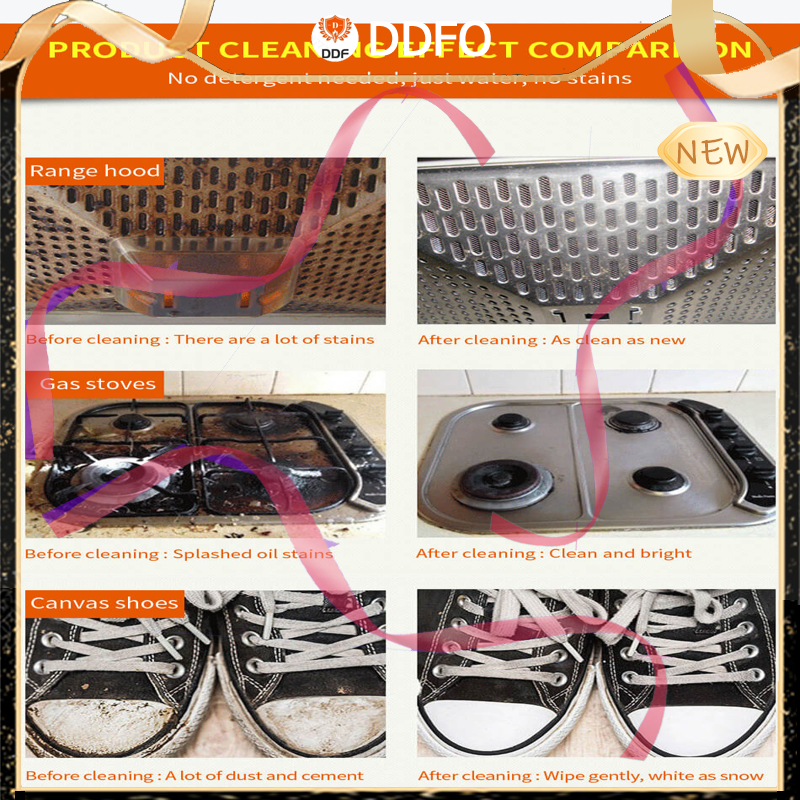 DDFO
DDF
PRODUCT CLEANING EFFECT COMPARISION
No detergent needed, just water, no stains
NEW
Range hood
Before cleaning : There are a lot of stains
After cleaning : As clean as new
Gas stoves
Before cleaning : Splashed oil stains
After cleaning : Clean and bright
Canvas shoes
Before cleaning : A lot of dust and cement
After cleaning : Wipe gently, white as snow